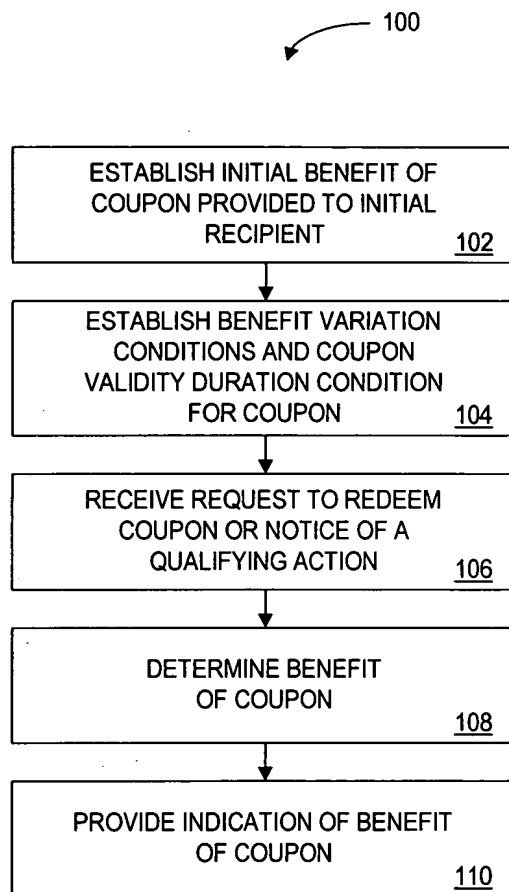 100
ESTABLISH INITIAL BENEFIT OF
COUPON PROVIDED TO INITIAL
RECIPIENT
102
ESTABLISH BENEFIT VARIATION
CONDITIONS AND COUPON
VALIDITY DURATION CONDITION
FOR COUPON
104
RECEIVE REQUEST TO REDEEM
COUPON OR NOTICE OF A
QUALIFYING ACTION
106
DETERMINE BENEFIT
OF COUPON
108
PROVIDE INDICATION OF BENEFIT
OF COUPON
110